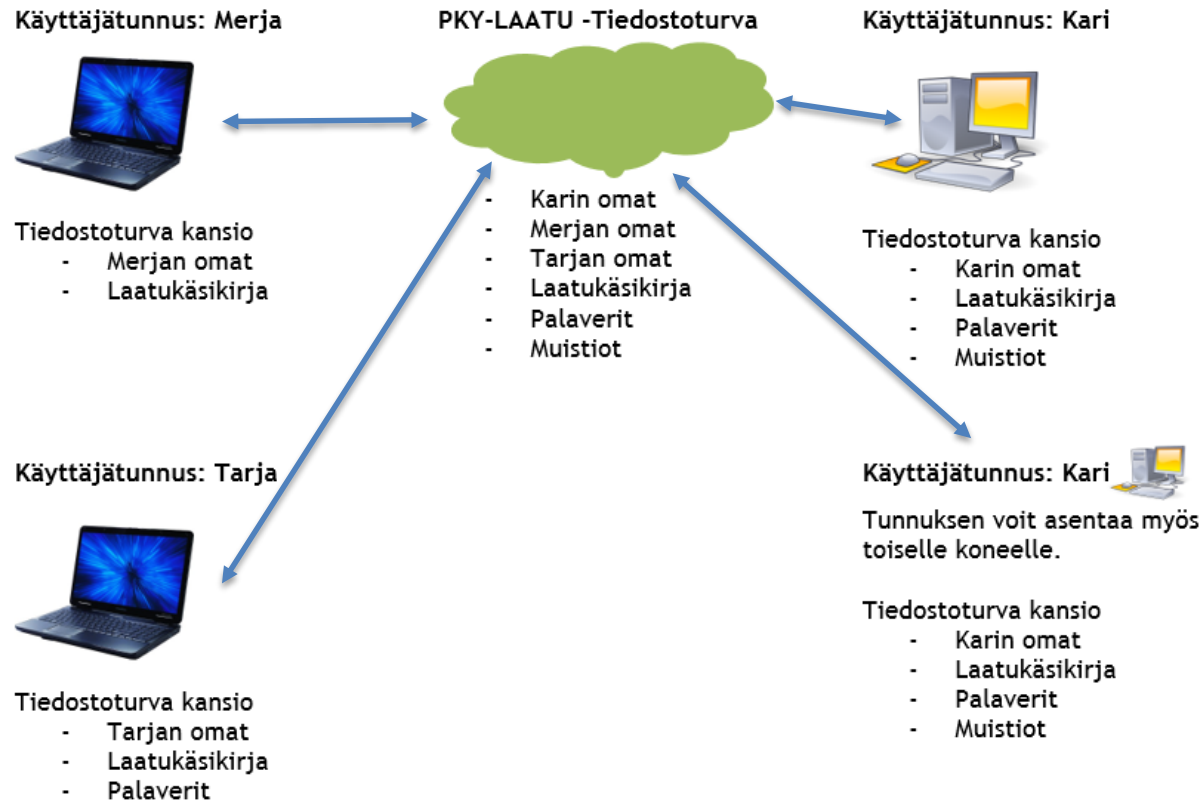 Käyttäjätunnus: Merja
Tiedostoturva kansio
- Merjan omat
- Laatukäsikirja
PKY-LAATU -Tiedostoturva
- Karin omat
- Merjan omat
- Tarjan omat
- Laatukäsikirja
- Palaverit
- Muistiot
Käyttäjätunnus: Kari
Tiedostoturva kansio
- Karin omat
- Laatukäsikirja
- Palaverit
- Muistiot
Käyttäjätunnus: Tarja
Tiedostoturva kansio
- Tarjan omat
- Laatukäsikirja
- Palaverit
Käyttäjätunnus: Kari
Tunnuksen voit asentaa myös
toiselle koneelle.
Tiedostoturva kansio
- Karin omat
- Laatukäsikirja
- Palaverit
- Muistiot